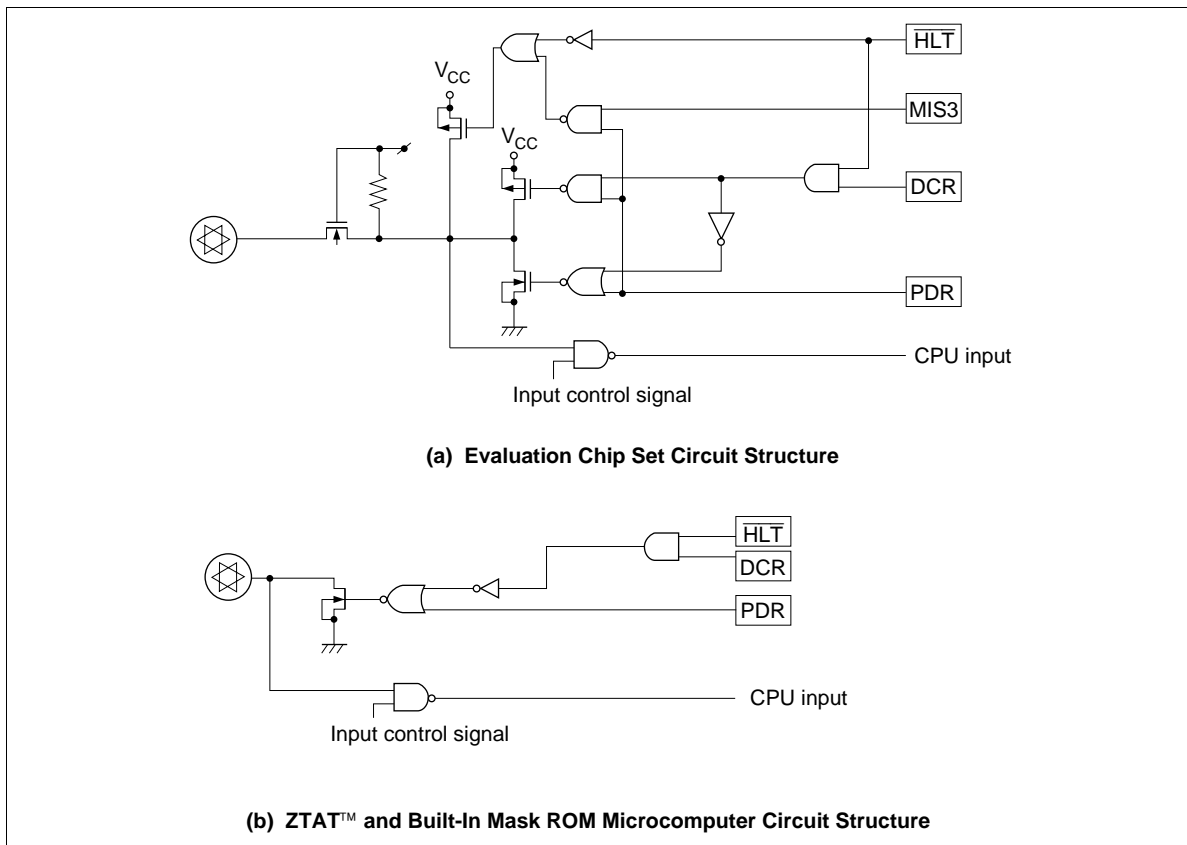 HLT
MIS3
VCC
VCC
DCR
PDR
CPU input
Input control signal
(a) Evaluation Chip Set Circuit Structure
HLT
DCR
PDR
CPU input
Input control signal
(b) ZTAT™ and Built-In Mask ROM Microcomputer Circuit Structure